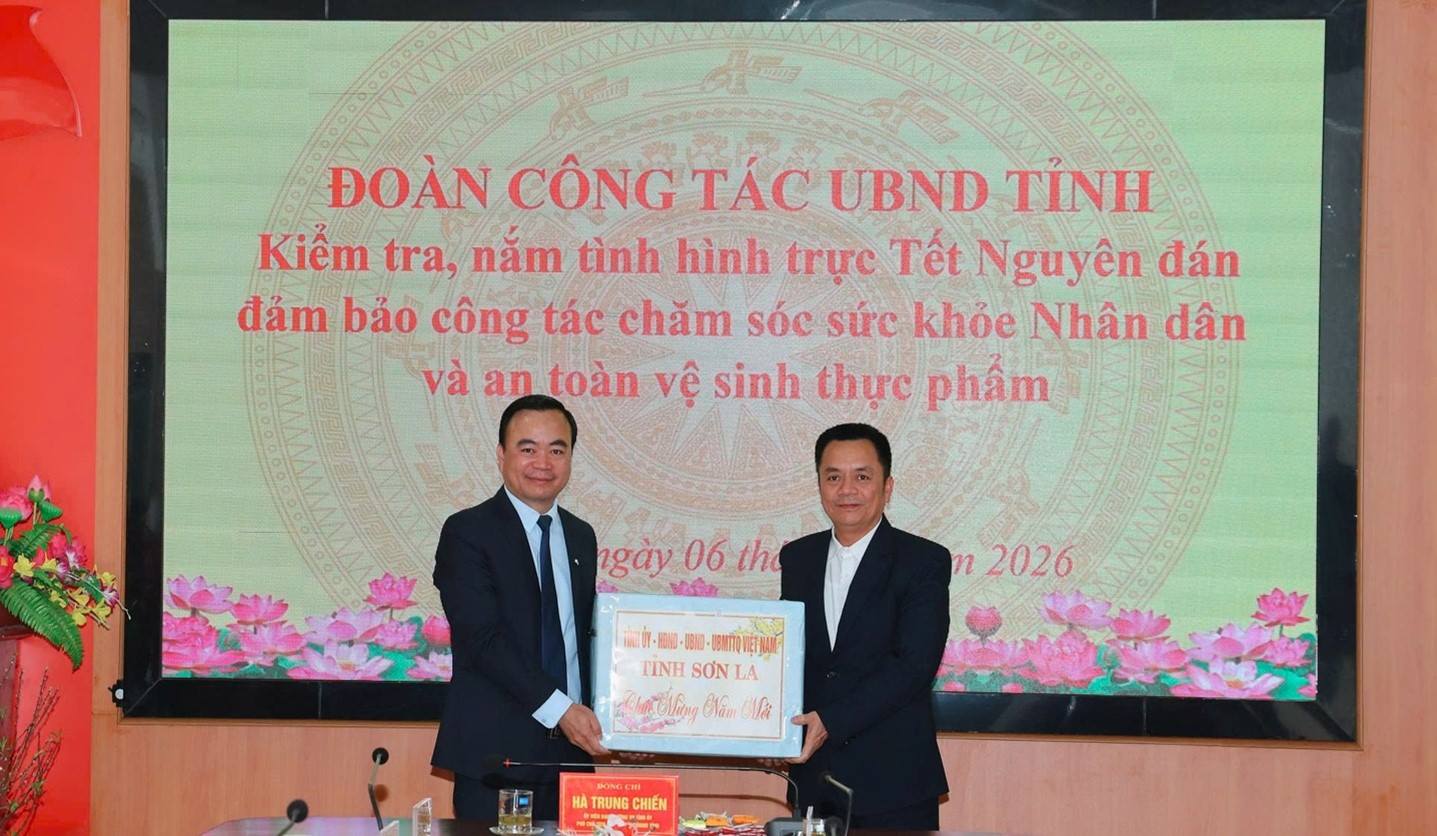 ĐOÀN CÔNG TÁC UBND TỈNH
Kiểm tra, nắm tình hình trực Tết Nguyên đán
đảm bảo công tác chăm sóc sức khỏe Nhân dân
và an toàn vệ sinh thực phẩm
ngày 06 2026
TỈNH ỦY - HĐND - UBND - UBMTTQ VIỆT NAM
TỈNH SƠN LA
Chúc Mừng Năm Mới
ĐỒNG CHÍ
HÀ TRUNG CHIẾN